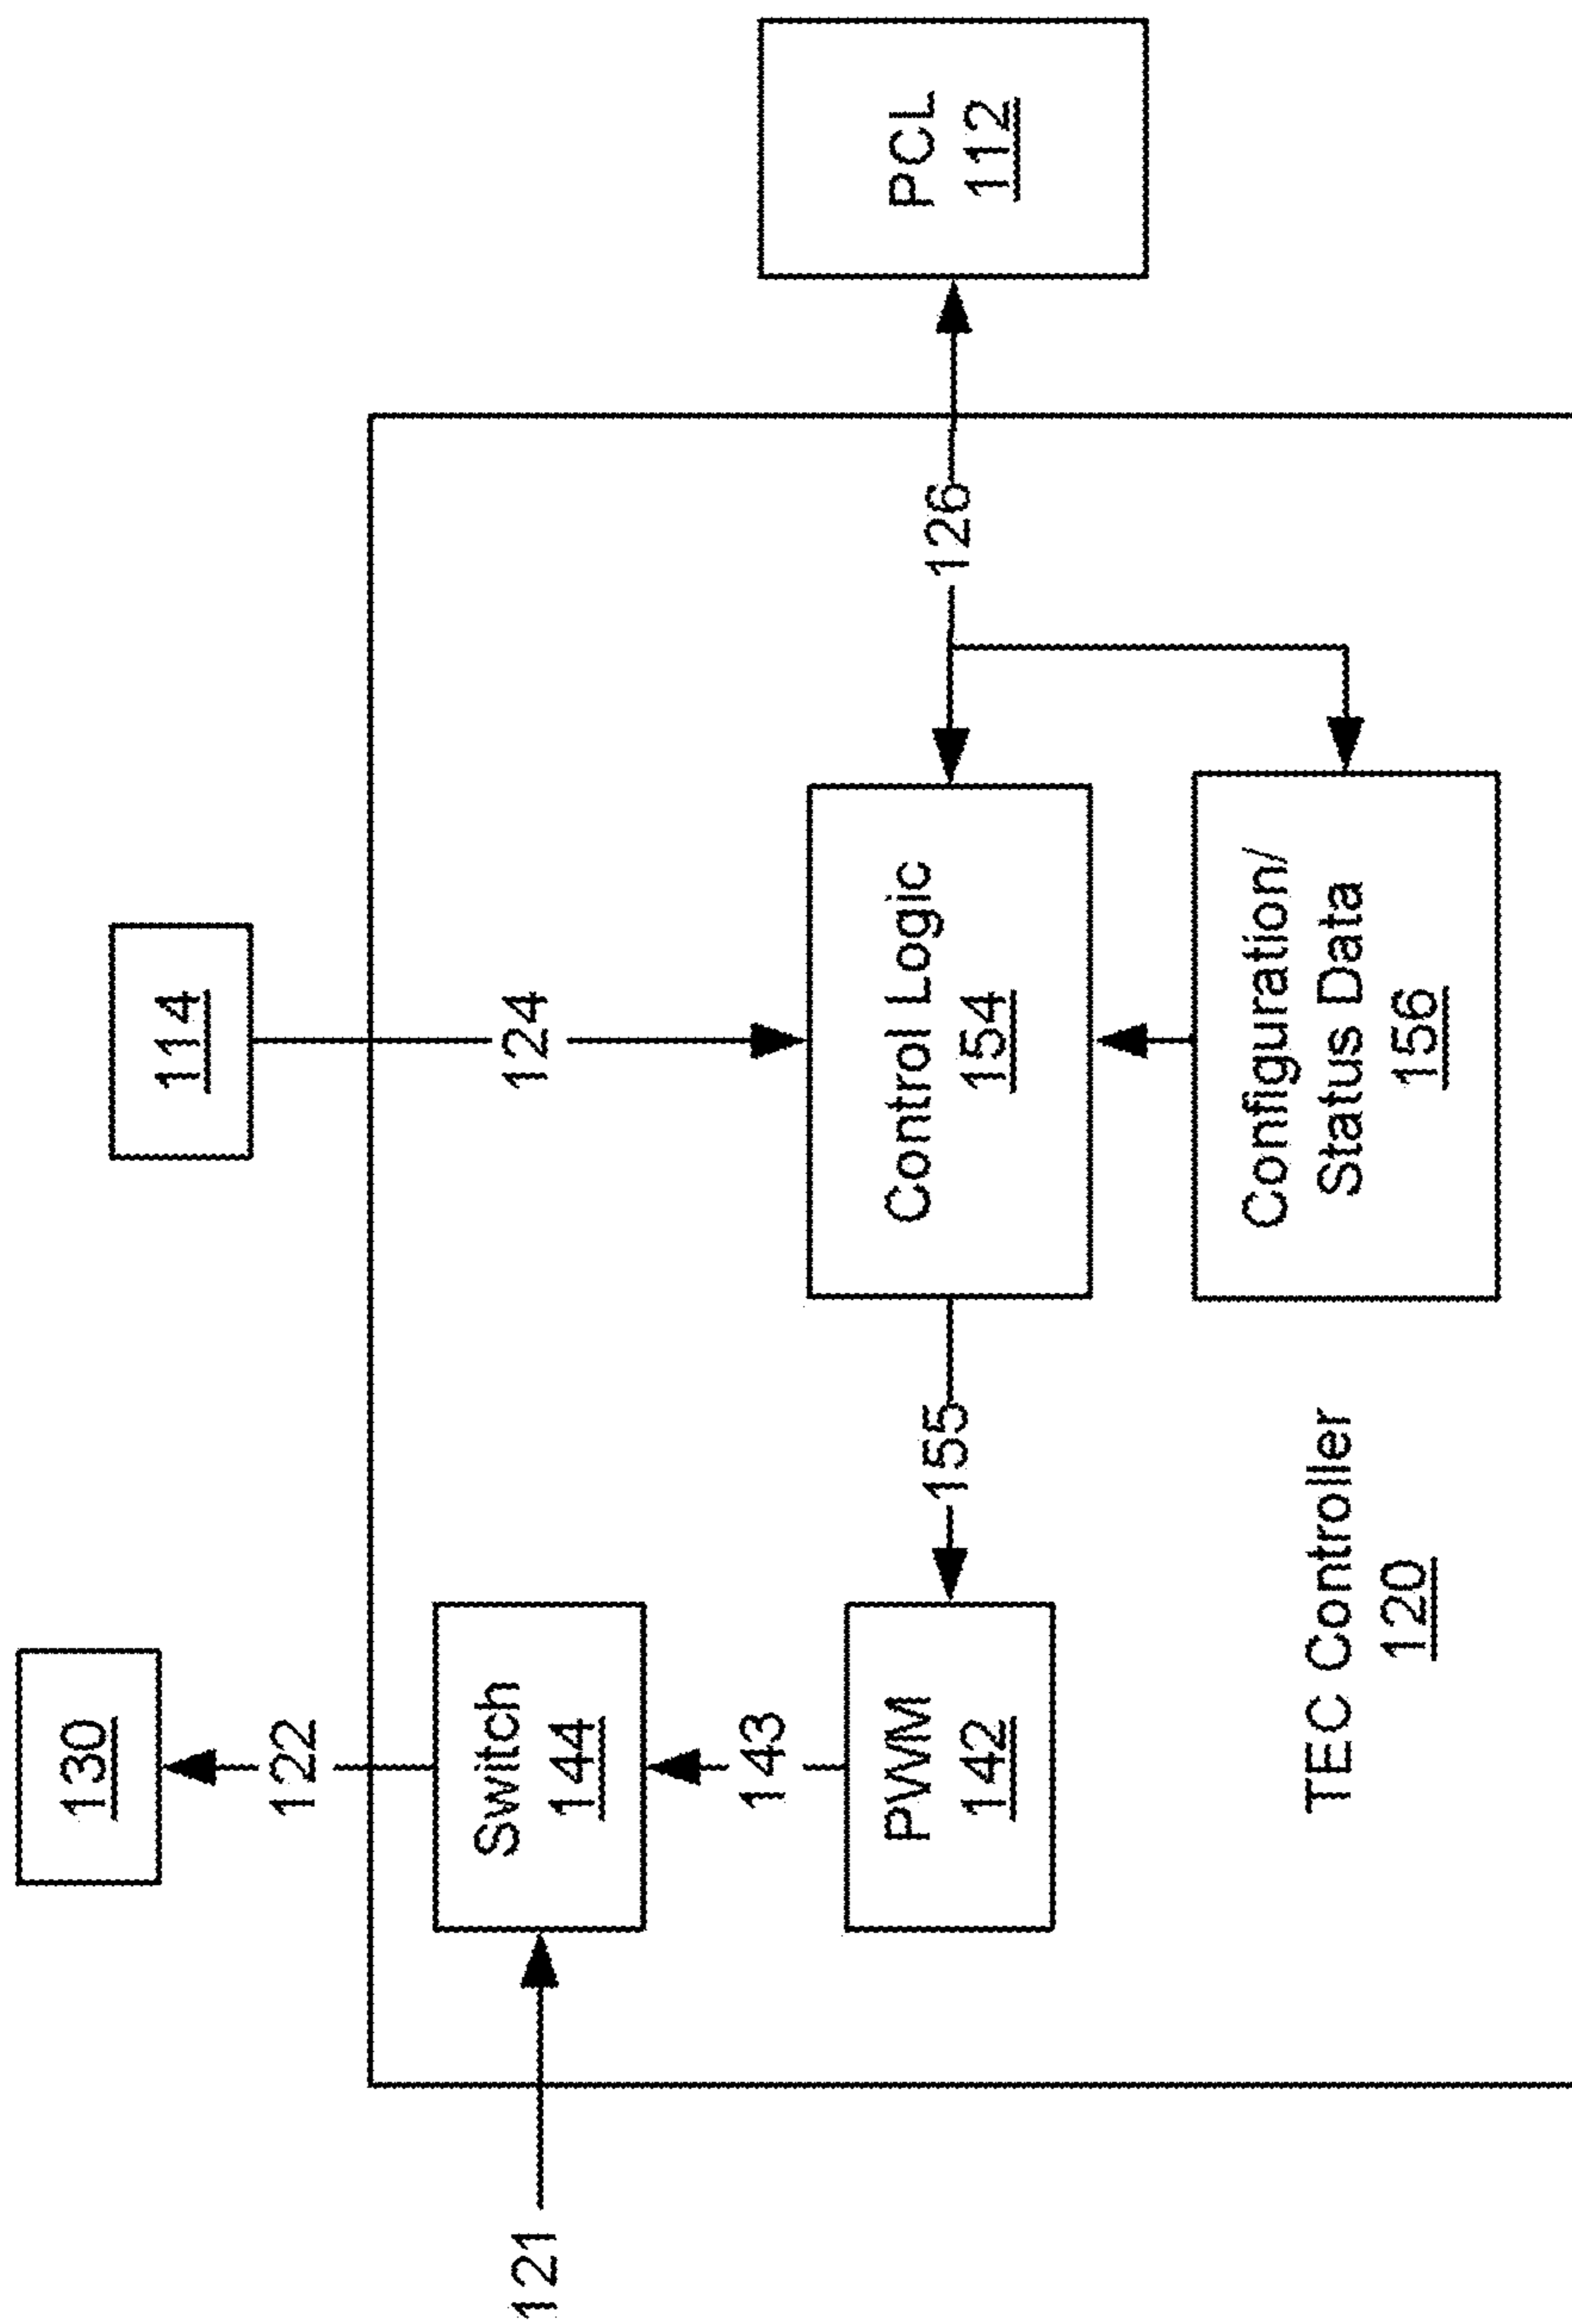 130
114
122
124
121
Switch
144
143
PWM
142
155
Control Logic
154
126
PCL
112
Configuration/
Status Data
156
TEC Controller
120